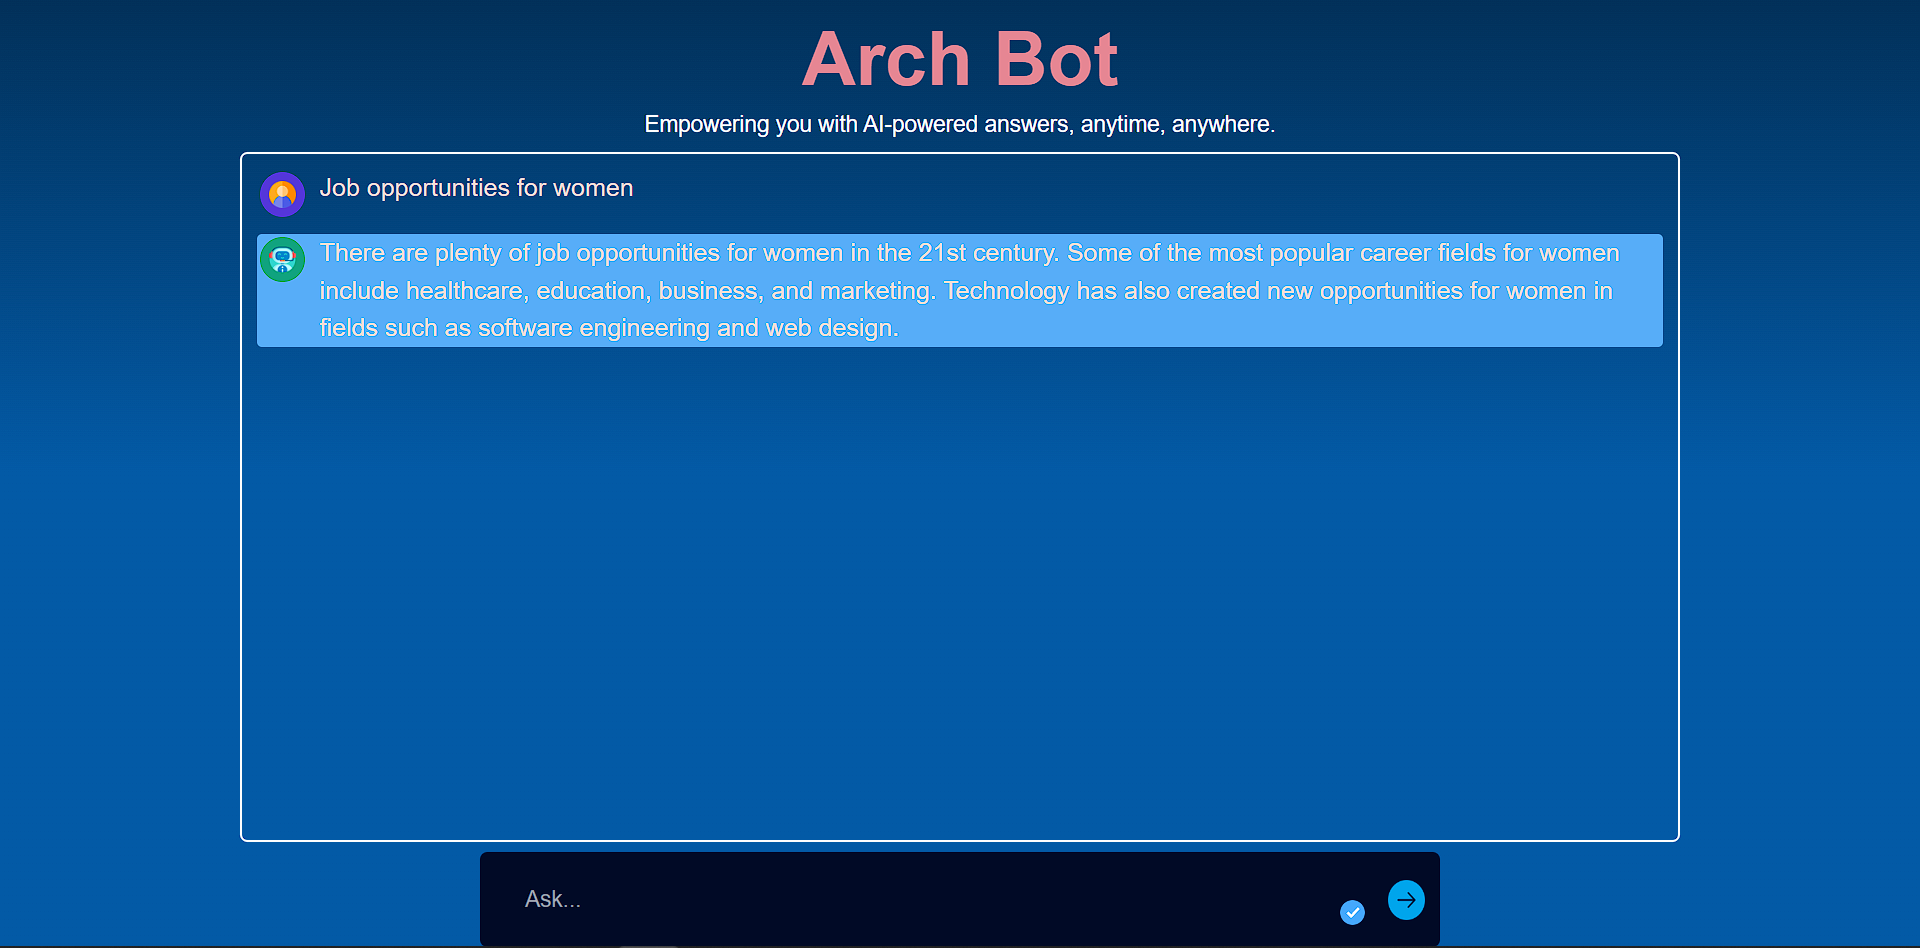 Arch Bot
Empowering you with AI-powered answers, anytime, anywhere.
Job opportunities for women
There are plenty of job opportunities for women in the 21st century. Some of the most popular career fields for women
include healthcare, education, business, and marketing. Technology has also created new opportunities for women in
fields such as software engineering and web design.
Ask...